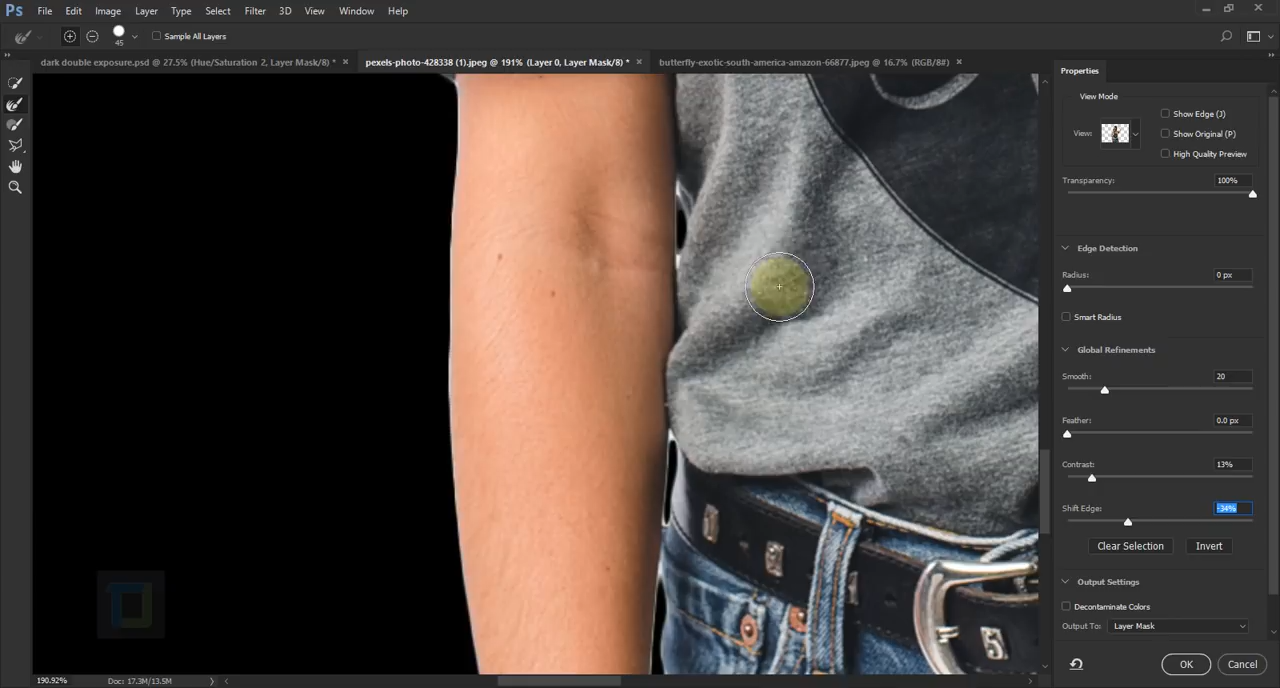 Ps File Edit Image Layer Type Select Filter 3D View Window Help
45 Sample All Layers
dark double exposure.psd @ 27.5% (Hue/Saturation 2, Layer Mask/8) * × pexels-photo-428338 (1).jpeg @ 191% (Layer 0, Layer Mask/8) * × butterfly-exotic-south-america-amazon-66877.jpeg @ 16.7% (RGB/8#) ×
Properties
View Mode
Show Edge (J)
View:
Show Original (P)
High Quality Preview
Transparency: 100%
Edge Detection
Radius: 0 px
Smart Radius
Global Refinements
Smooth: 20
Feather: 0.0 px
Contrast: 13%
Shift Edge: -34%
Clear Selection Invert
Output Settings
Decontaminate Colors
Output To: Layer Mask
OK Cancel
5
190.92% Doc: 17.3M/13.5M